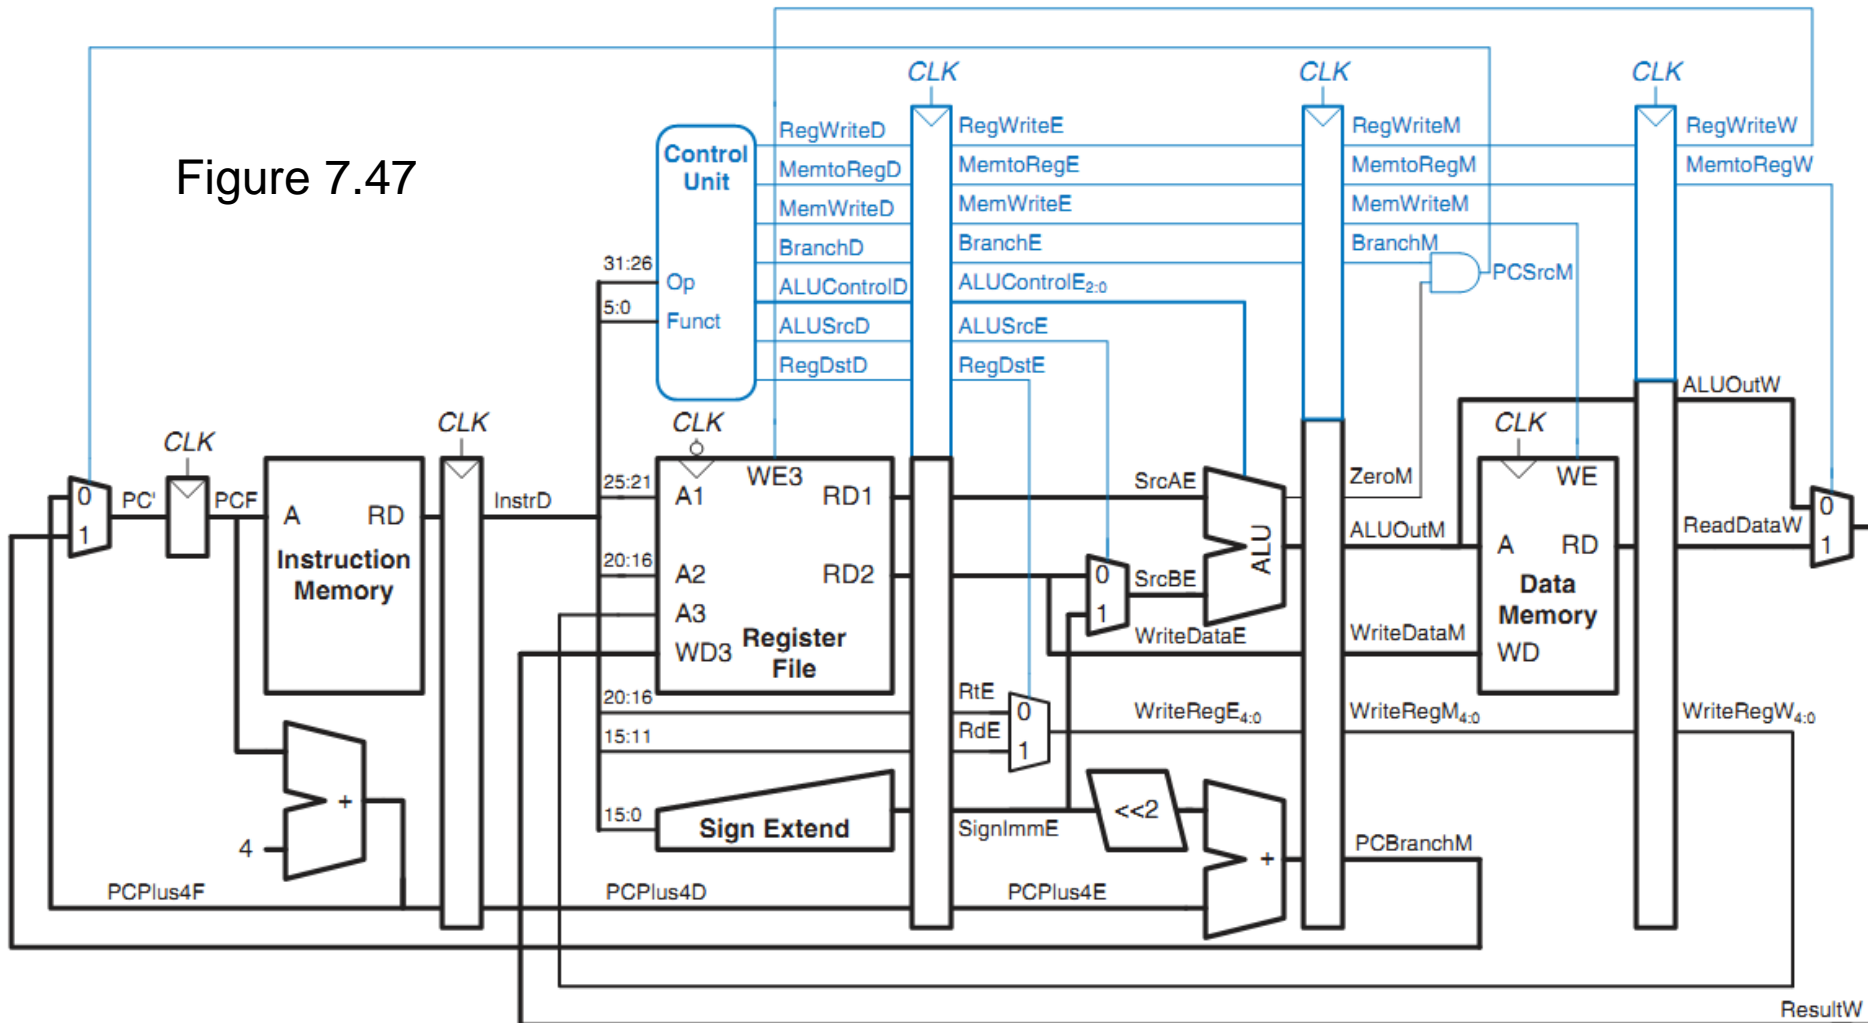 Figure 7.47
CLK
CLK
CLK
Control
Unit
Op
Funct
31:26
5:0
RegWriteD
MemtoRegD
MemWriteD
BranchD
ALUControlD
ALUSrcD
RegDstD
RegWriteE
MemtoRegE
MemWriteE
BranchE
ALUControlE2:0
ALUSrcE
RegDstE
RegWriteM
MemtoRegM
MemWriteM
BranchM
PCSrcM
RegWriteW
MemtoRegW
CLK
CLK
CLK
CLK
0
1
PC'
PCF
A
RD
Instruction
Memory
InstrD
25:21
20:16
20:16
15:11
15:0
A1
A2
A3
WD3
WE3
RD1
RD2
Register
File
RtE
RdE
0
1
0
1
SrcAE
SrcBE
ALU
WriteDataE
WriteRegE4:0
ZeroM
ALUOutM
WriteDataM
WriteRegM4:0
WE
A
RD
Data
Memory
WD
ALUOutW
ReadDataW
WriteRegW4:0
0
1
4
+
Sign Extend
SignImmE
<<2
+
PCBranchM
PCPlus4F
PCPlus4D
PCPlus4E
ResultW